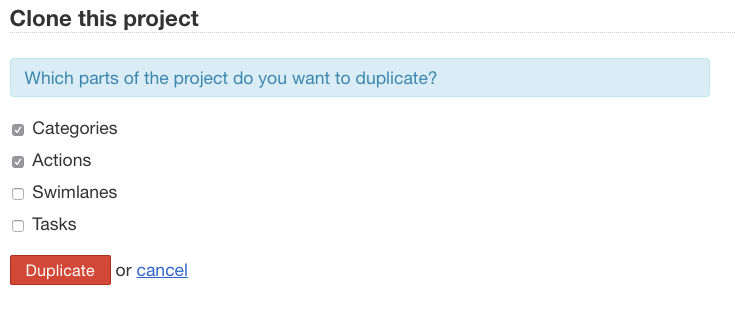 Clone this project
Which parts of the project do you want to duplicate?
Categories
Actions
Swimlanes
Tasks
Duplicate or cancel